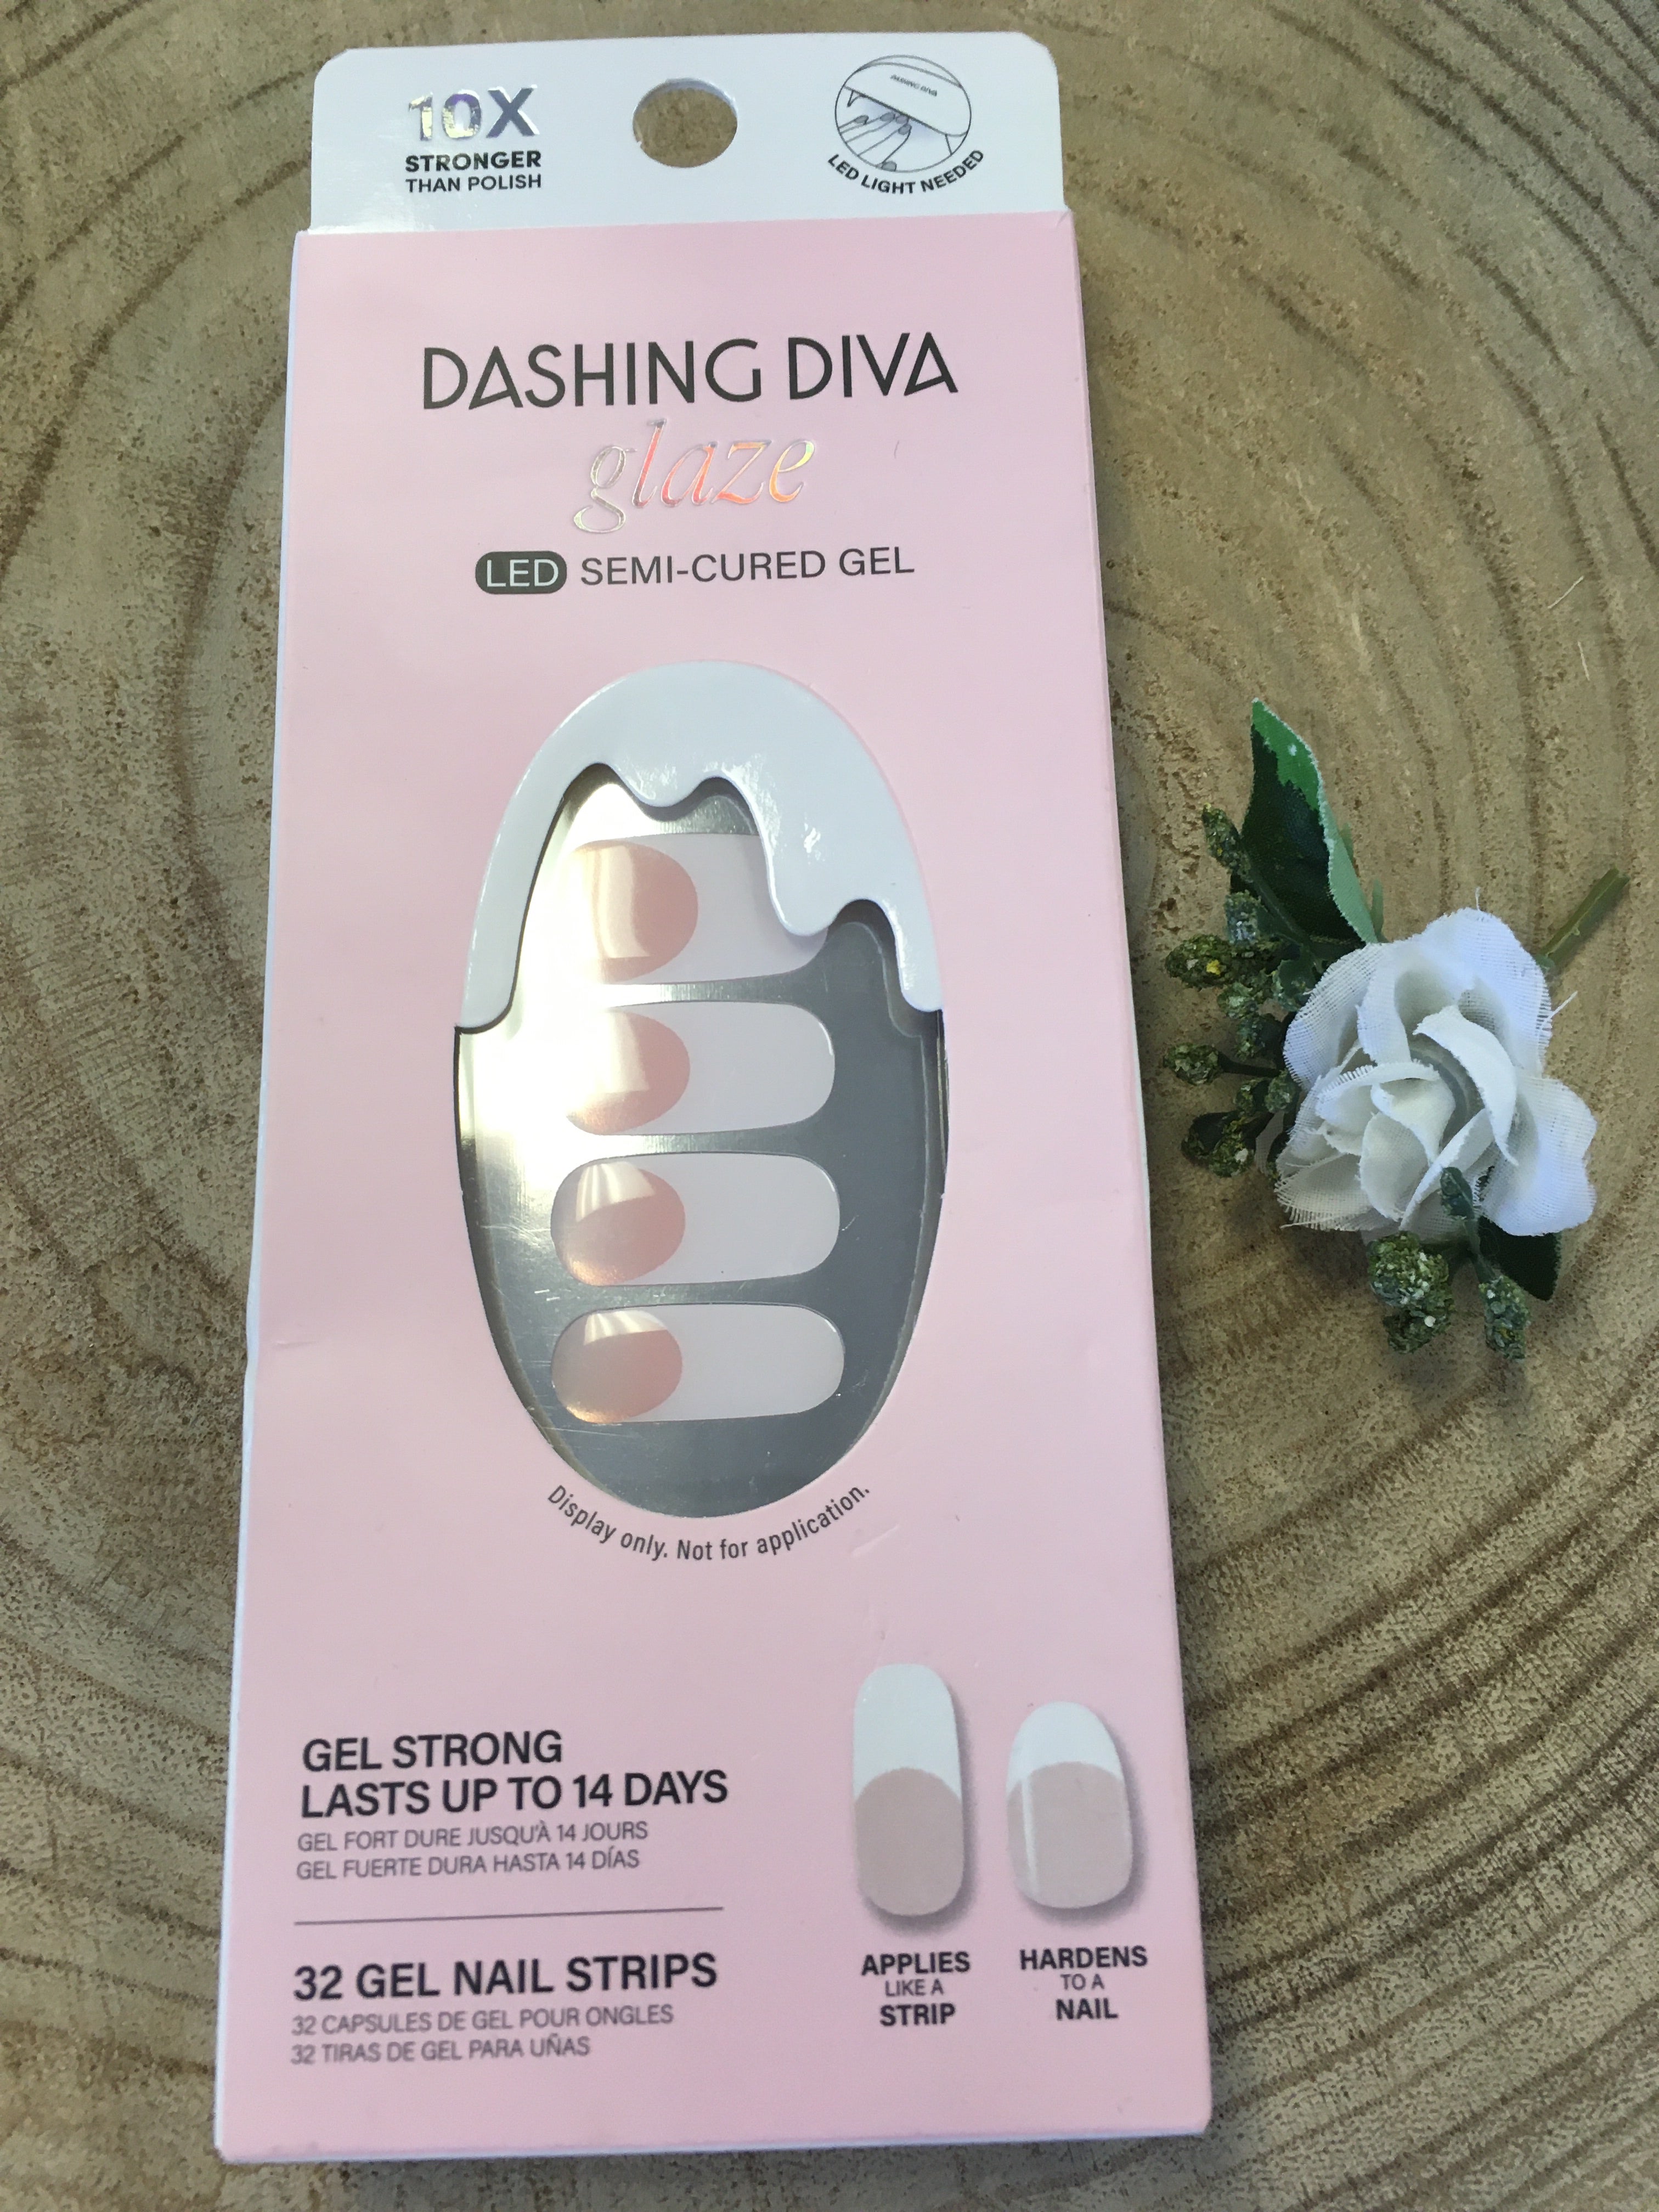 10X
STRONGER
THAN POLISH
DASHING DIVA
LED LIGHT NEEDED
DASHING DIVA
glaze
LED SEMI-CURED GEL
Display only. Not for application.
GEL STRONG
LASTS UP TO 14 DAYS
GEL FORT DURE JUSQU'À 14 JOURS
GEL FUERTE DURA HASTA 14 DÍAS
32 GEL NAIL STRIPS
32 CAPSULES DE GEL POUR ONGLES
32 TIRAS DE GEL PARA UÑAS
APPLIES
LIKE A
STRIP
HARDENS
TO A
NAIL